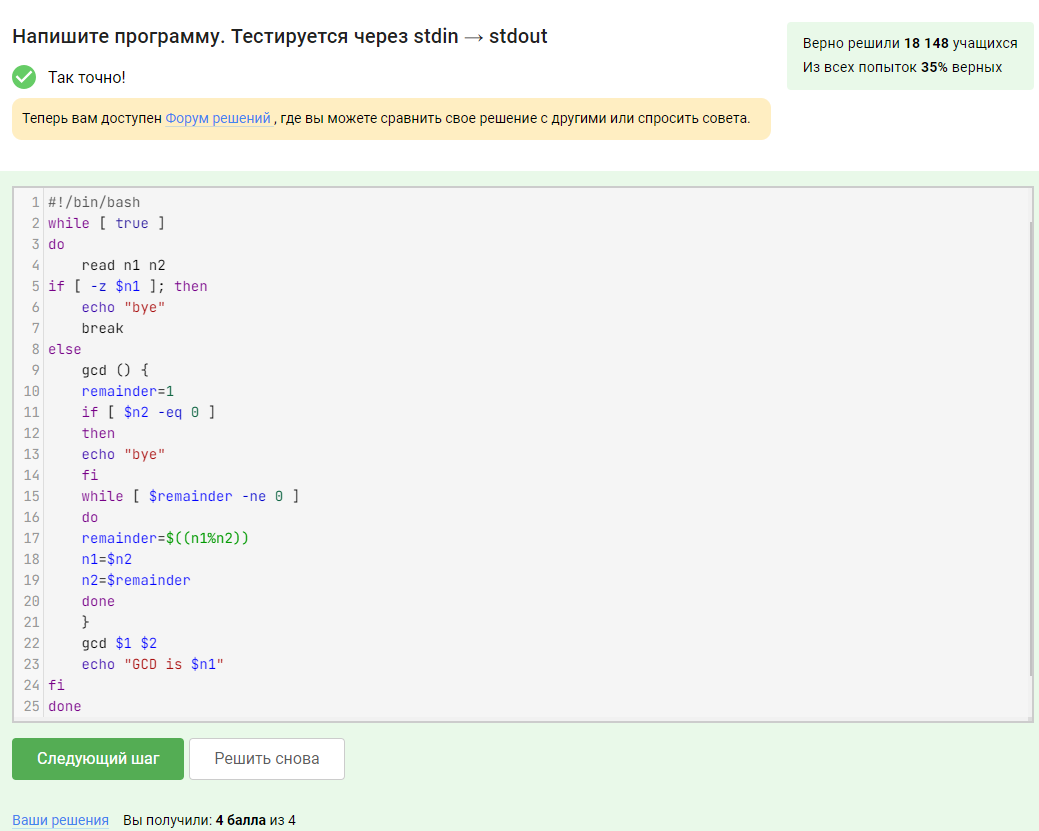 Напишите программу. Тестируется через stdin → stdout
Верно решили 18 148 учащихся
Из всех попыток 35% верных
Так точно!
Теперь вам доступен Форум решений , где вы можете сравнить свое решение с другими или спросить совета.
1 #!/bin/bash
2 while [ true ]
3 do
4     read n1 n2
5 if [ -z $n1 ]; then
6     echo "bye"
7     break
8 else
9     gcd () {
10     remainder=1
11     if [ $n2 -eq 0 ]
12     then
13     echo "bye"
14     fi
15     while [ $remainder -ne 0 ]
16     do
17     remainder=$((n1%n2))
18     n1=$n2
19     n2=$remainder
20     done
21     }
22     gcd $1 $2
23     echo "GCD is $n1"
24 fi
25 done
Следующий шаг
Решить снова
Ваши решения Вы получили: 4 балла из 4